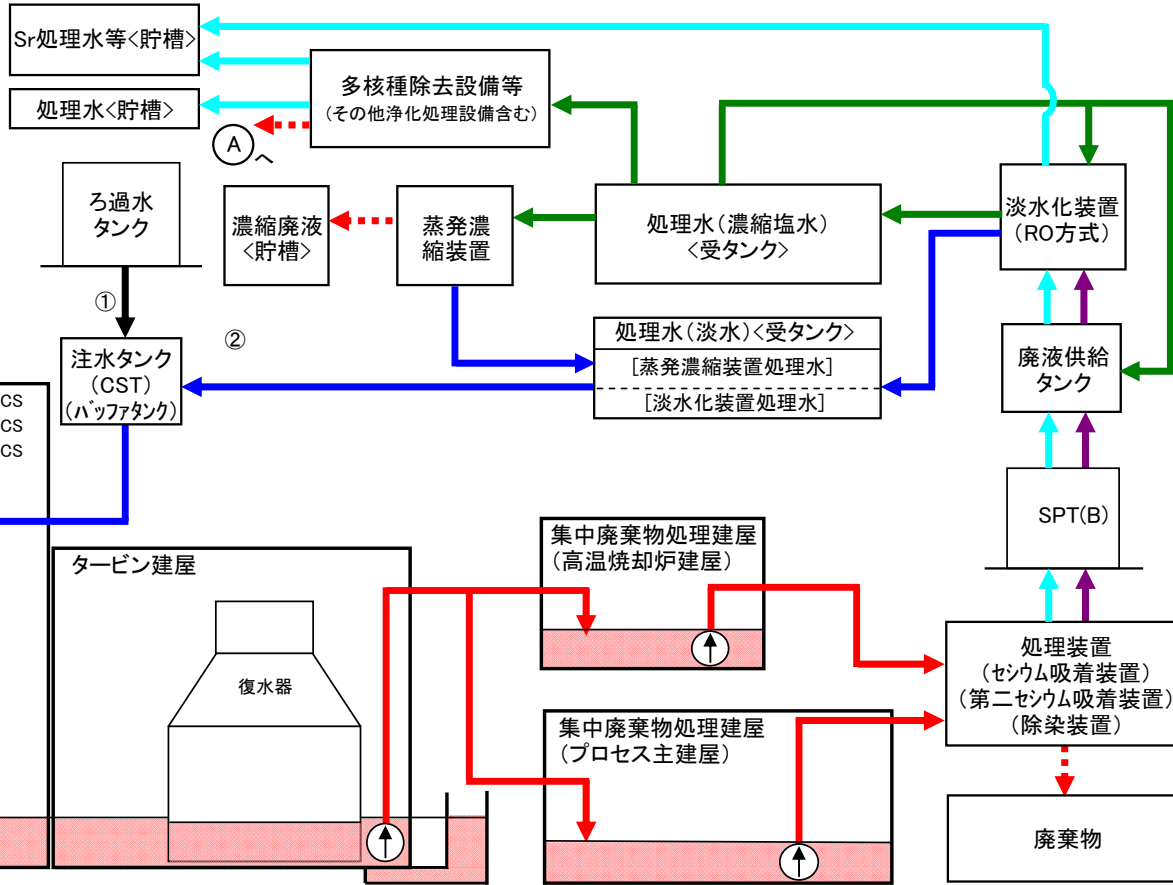 Sr処理水等<貯槽>
処理水<貯槽>
多核種除去設備等
(その他浄化処理設備含む)
A へ
ろ過水
タンク
濃縮廃液
<貯槽>
蒸発濃
縮装置
処理水(濃縮塩水)
<受タンク>
淡水化装置
(RO方式)
①
②
注水タンク
(CST)
(バッファタンク)
処理水(淡水)<受タンク>
[蒸発濃縮装置処理水]
[淡水化装置処理水]
廃液供給
タンク
CS
CS
CS
SPT(B)
タービン建屋
復水器
集中廃棄物処理建屋
(高温焼却炉建屋)
集中廃棄物処理建屋
(プロセス主建屋)
処理装置
(セシウム吸着装置)
(第二セシウム吸着装置)
(除染装置)
廃棄物